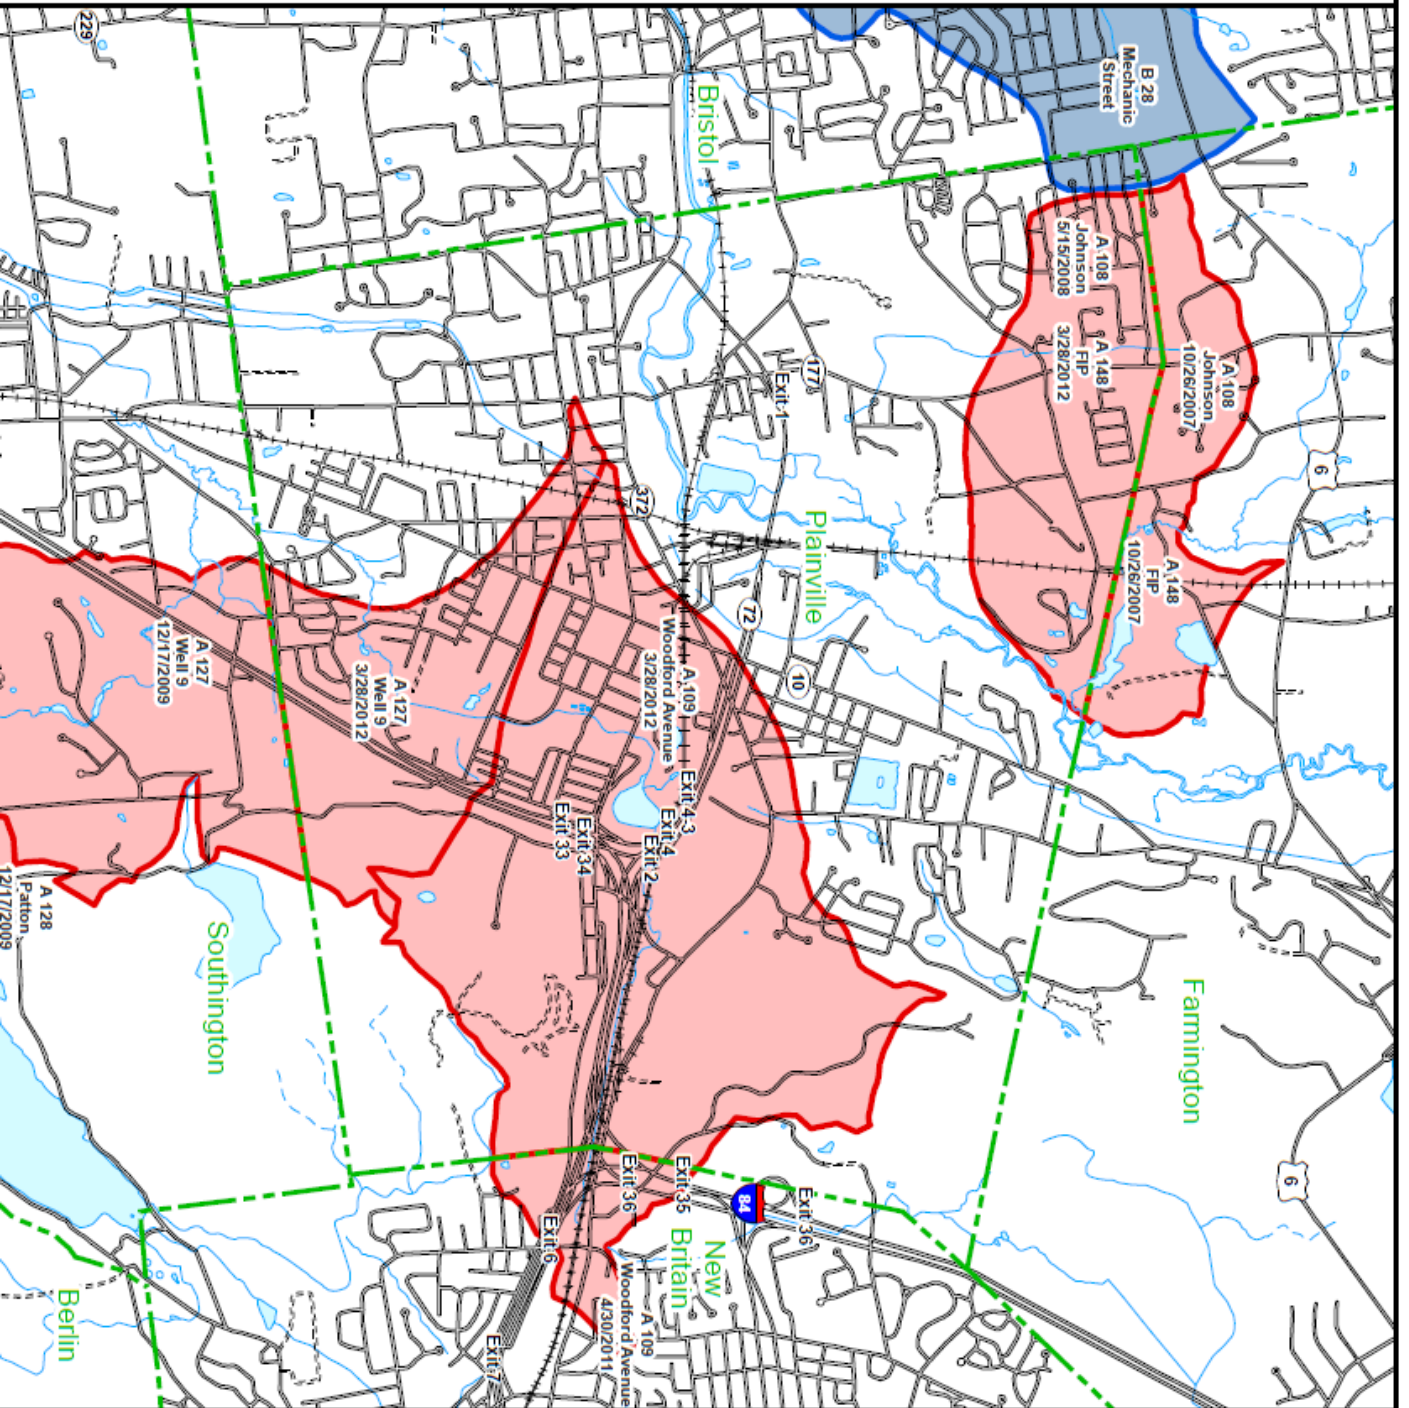 229
B 28
Mechanic
Street
Bristol
A 108
Johnson
5/15/2008
A 148
FIP
3/28/2012
A 108
Johnson
10/26/2007
177
Exit 1
6
372
Plainville
A 148
FIP
10/26/2007
72
10
A 109
Woodford Avenue
3/28/2012
A 127
Well 9
12/17/2009
A 127
Well 9
3/28/2012
Exit 4-3
Exit 4
Exit 2
Exit 34
Exit 33
A 128
Patton
12/17/2009
Southington
Farmington
6
Exit 35
Exit 36
84
Exit 36
Exit 6
New
Britain
A 109
Woodford Avenue
4/30/2011
Exit 7
Berlin